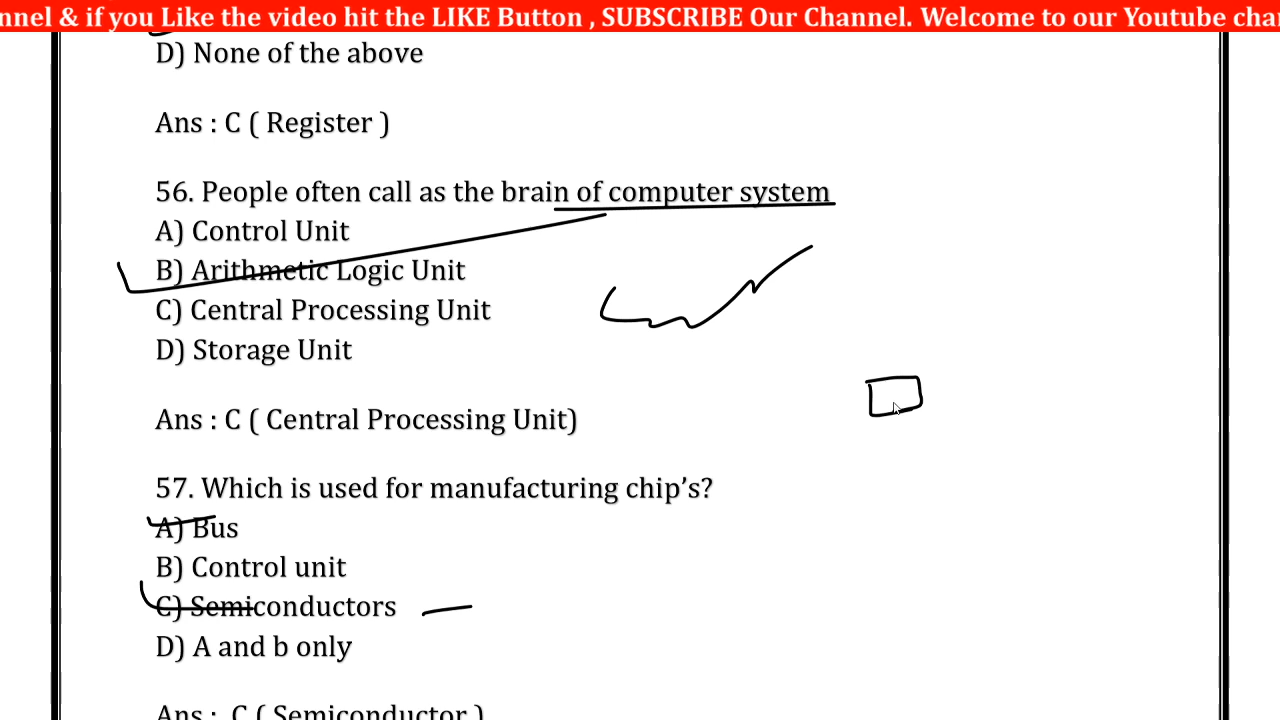 nnel & if you Like the video hit the LIKE Button , SUBSCRIBE Our Channel. Welcome to our Youtube chan
D) None of the above
Ans : C ( Register )
56. People often call as the brain of computer system
A) Control Unit
B) Arithmetic Logic Unit
C) Central Processing Unit
D) Storage Unit
Ans : C ( Central Processing Unit)
57. Which is used for manufacturing chip’s?
A) Bus
B) Control unit
C) Semiconductors
D) A and b only
Ans : C ( Semiconductor )